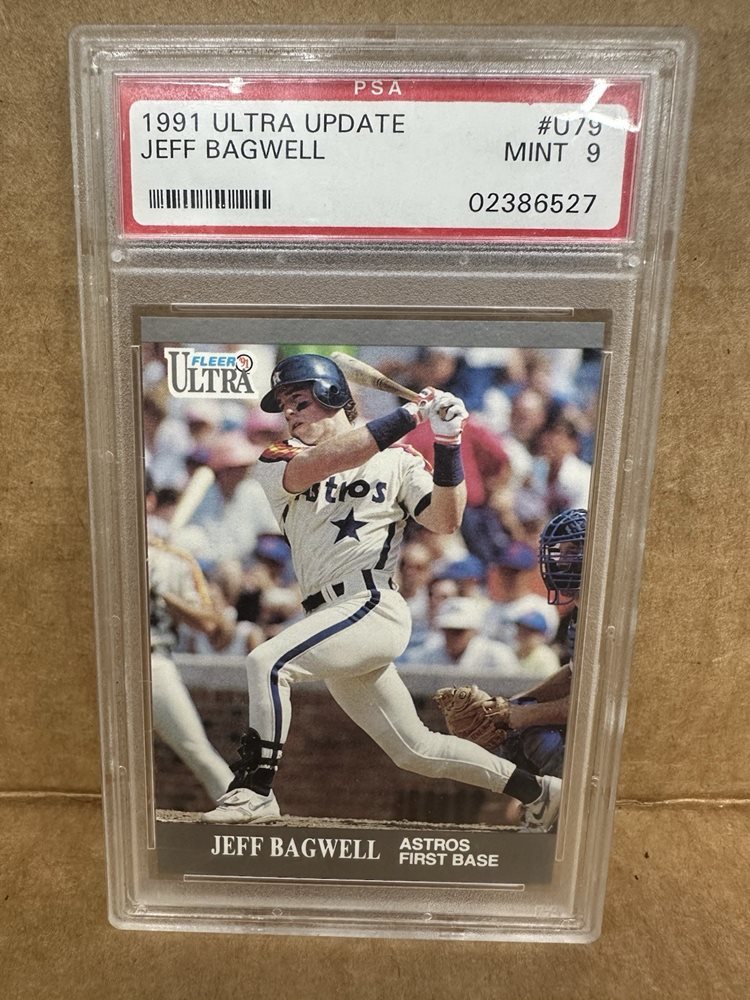 PSA
1991 ULTRA UPDATE #U79
JEFF BAGWELL MINT 9
02386527
FLEER '91
ULTRA
Astros
JEFF BAGWELL ASTROS
FIRST BASE